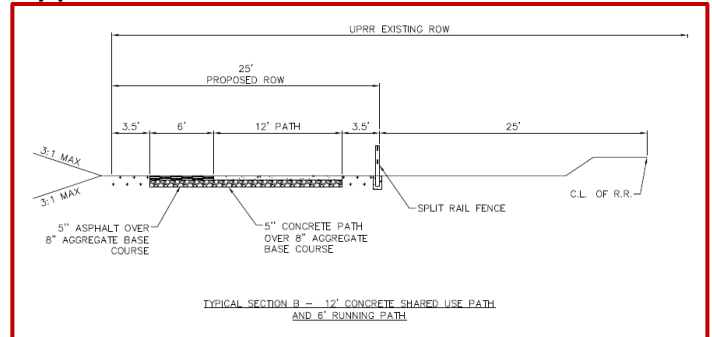 UPRR EXISTING ROW
25'
PROPOSED ROW
3.5'
6'
12' PATH
3.5'
25'
3:1 MAX
3:1 MAX
SPLIT RAIL FENCE
C.L. OF R.R.
5" ASPHALT OVER
8" AGGREGATE BASE
COURSE
5" CONCRETE PATH
OVER 8" AGGREGATE
BASE COURSE
TYPICAL SECTION B – 12' CONCRETE SHARED USE PATH
AND 6' RUNNING PATH